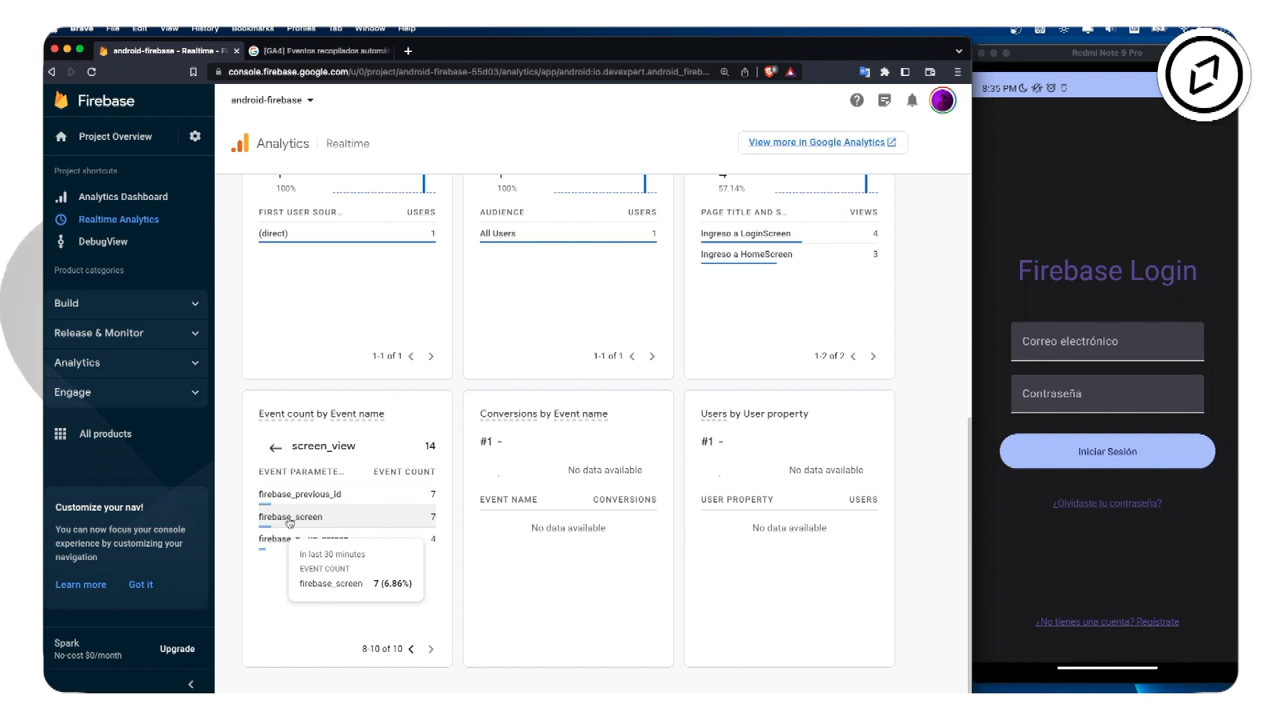 Brave File Edit View History Bookmarks Profiles Tab Window Help
android-firebase - Realtime - Fi
[GA4] Eventos recopilados automá
Redmi Note 9 Pro
console.firebase.google.com/u/0/project/android-firebase-55d03/analytics/app/android:io.devexpert.android_fireb...
8:35 PM
Firebase
android-firebase
Project Overview
Analytics
Realtime
View more in Google Analytics
Project shortcuts
Analytics Dashboard
Realtime Analytics
DebugView
Product categories
Build
Release & Monitor
Analytics
Engage
All products
Customize your nav!
You can now focus your console
experience by customizing your
navigation
Learn more
Got it
Spark
No-cost $0/month
Upgrade
100%
FIRST USER SOUR...
USERS
(direct)
1
1-1 of 1
100%
AUDIENCE
USERS
All Users
1
1-1 of 1
57.14%
PAGE TITLE AND S...
VIEWS
Ingreso a LoginScreen
4
Ingreso a HomeScreen
3
1-2 of 2
Event count by Event name
screen_view
14
EVENT PARAMETE...
EVENT COUNT
firebase_previous_id
7
firebase_screen
7
4
In last 30 minutes
EVENT COUNT
firebase_screen 7 (6.86%)
8-10 of 10
Conversions by Event name
#1 -
No data available
EVENT NAME
CONVERSIONS
No data available
Users by User property
#1 -
No data available
USER PROPERTY
USERS
No data available
Firebase Login
Correo electrónico
Contraseña
Iniciar Sesión
¿Olvidaste tu contraseña?
¿No tienes una cuenta? Regístrate